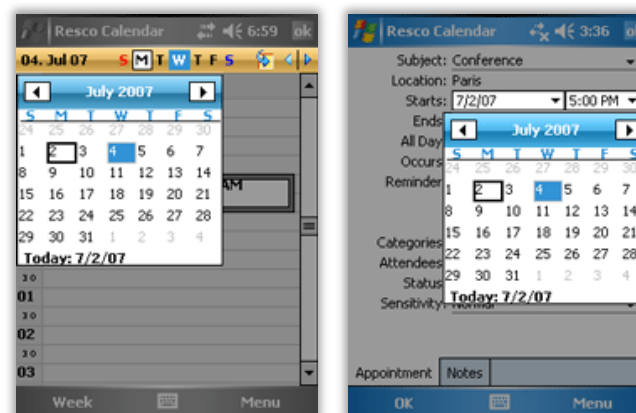 Resco Calendar 6:59 ok
04. Jul 07 S M T W T F S
July 2007
S M T W T F S
24 25 26 27 28 29 30
1 2 3 4 5 6 7
8 9 10 11 12 13 14
15 16 17 18 19 20 21
22 23 24 25 26 27 28
29 30 31 1 2 3 4
Today: 7/2/07
AM
30
01
30
02
30
03
Week Menu
Resco Calendar 3:36
Subject: Conference
Location: Paris
Starts: 7/2/07 5:00 PM
Ends
All Day
Occurs
Reminder
Categories
Attendees
Status
Sensitivity: Normal
July 2007
S M T W T F S
24 25 26 27 28 29 30
1 2 3 4 5 6 7
8 9 10 11 12 13 14
15 16 17 18 19 20 21
22 23 24 25 26 27 28
29 30 31 1 2 3 4
Today: 7/2/07
Appointment Notes
OK Menu